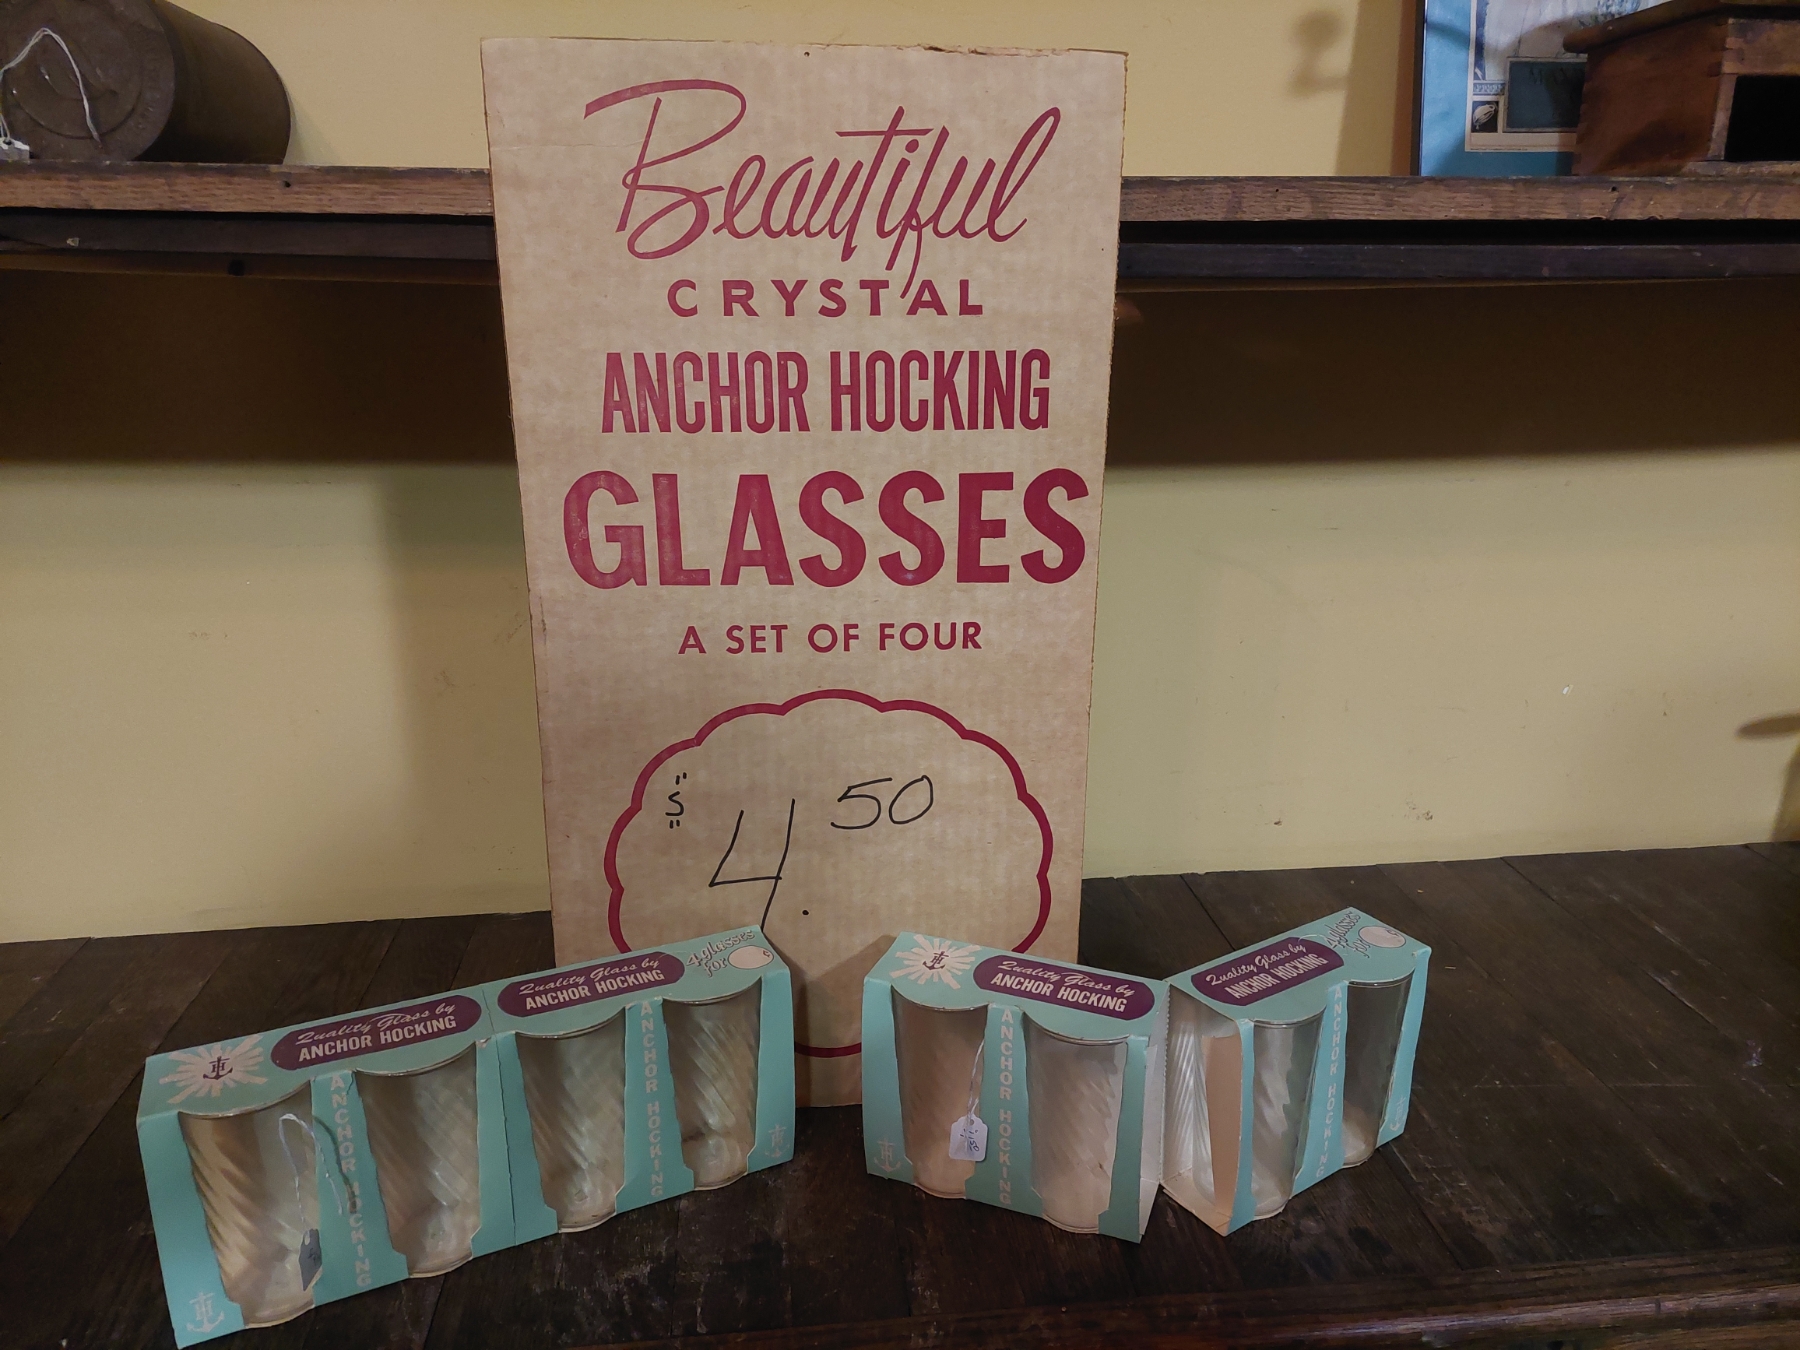 Beautiful
CRYSTAL
ANCHOR HOCKING
GLASSES
A SET OF FOUR
$ 4.50
Quality Glass by
ANCHOR HOCKING
Quality Glass by
ANCHOR HOCKING
4 glasses
for
¢
ANCHOR HOCKING
ANCHOR HOCKING
Quality Glass by
ANCHOR HOCKING
ANCHOR HOCKING
Quality Glass by
ANCHOR HOCKING
4 glasses
for
¢
ANCHOR HOCKING